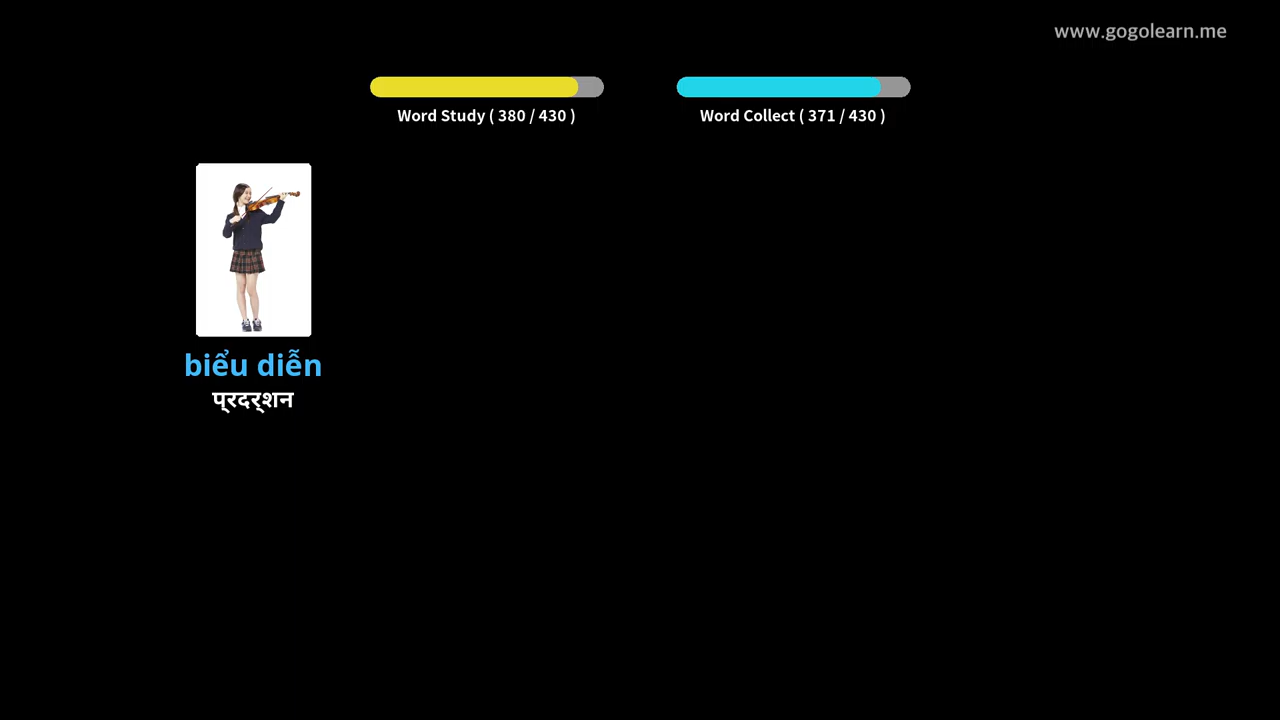 www.gogolearn.me
Word Study ( 380 / 430 )
Word Collect ( 371 / 430 )
biểu diễn
प्रदर्शन